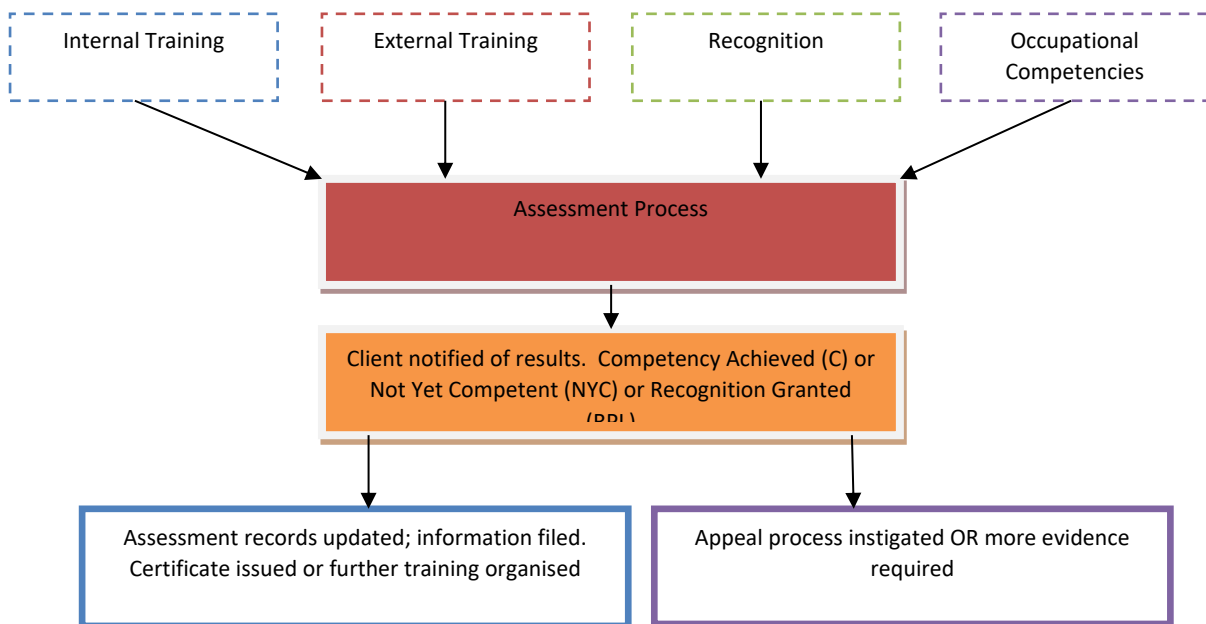 Internal Training
External Training
Recognition
Occupational
Competencies
Assessment Process
Client notified of results.  Competency Achieved (C) or
Not Yet Competent (NYC) or Recognition Granted
Assessment records updated; information filed.
Certificate issued or further training organised
Appeal process instigated OR more evidence
required